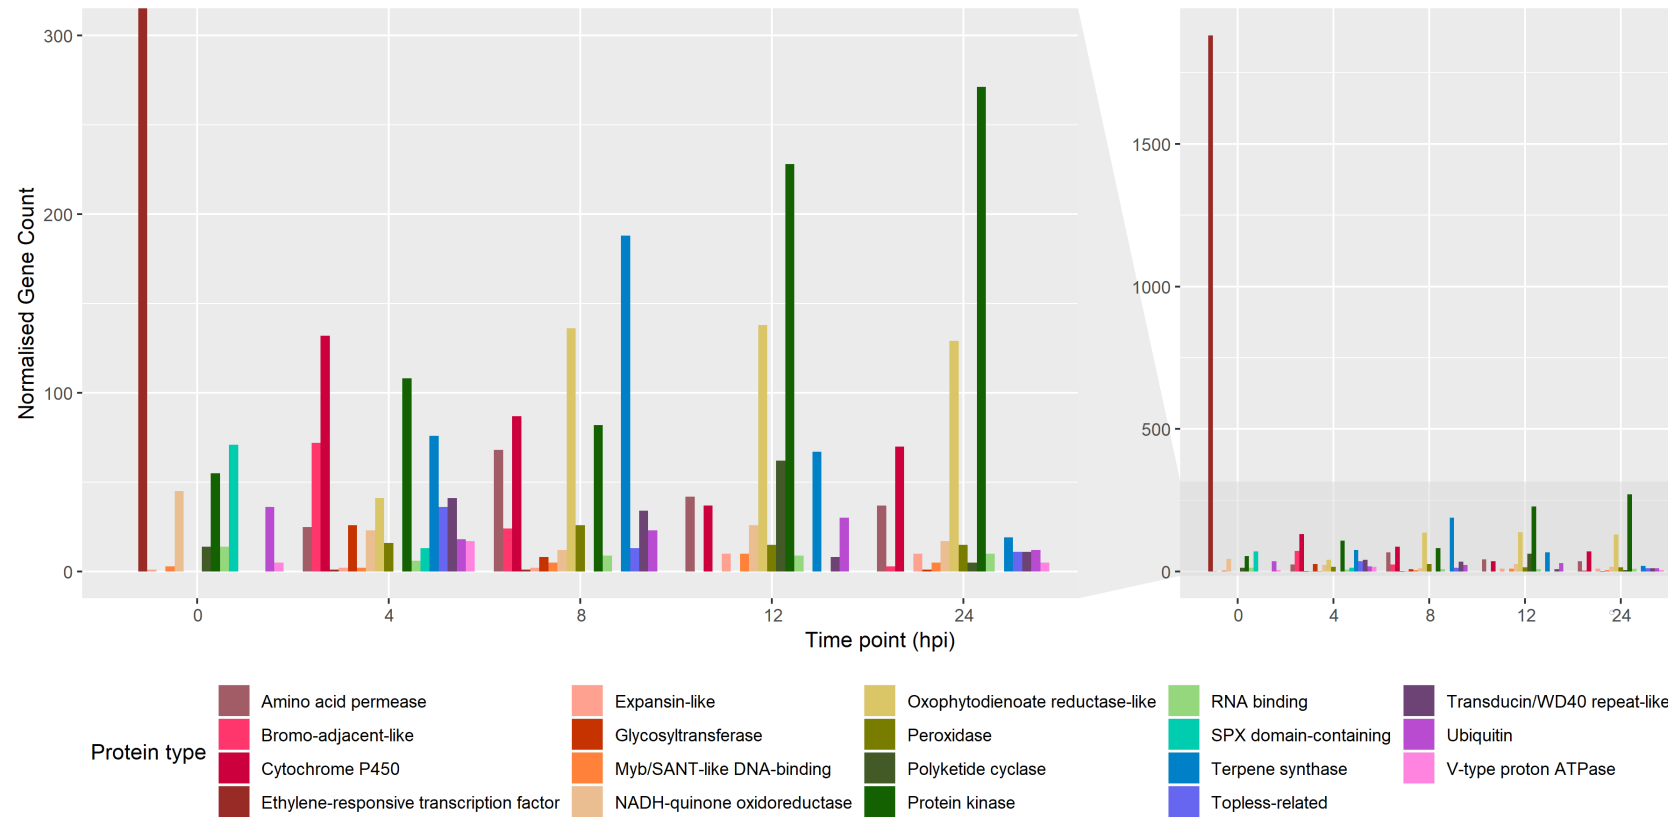 300
200
100
0
Normalised Gene Count
0 4 8 12 24
Time point (hpi)
1500
1000
500
0
0 4 8 12 24
Protein type
Amino acid permease
Bromo-adjacent-like
Cytochrome P450
Ethylene-responsive transcription factor
Expansin-like
Glycosyltransferase
Myb/SANT-like DNA-binding
NADH-quinone oxidoreductase
Oxophytodienoate reductase-like
Peroxidase
Polyketide cyclase
Protein kinase
RNA binding
SPX domain-containing
Terpene synthase
Topless-related
Transducin/WD40 repeat-like
Ubiquitin
V-type proton ATPase